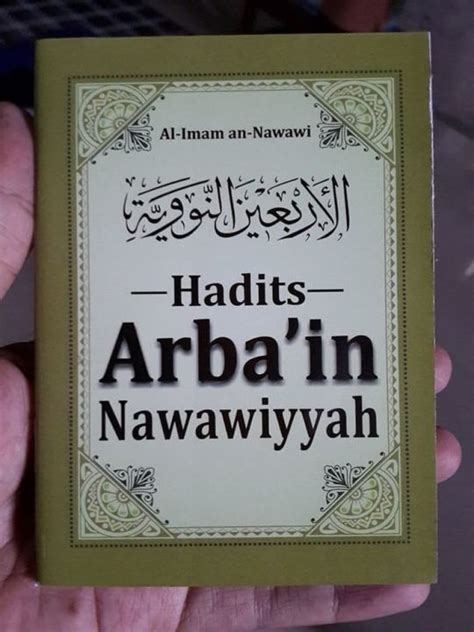 Al-Imam an-Nawawi
الأربعين النووية
—Hadits—
Arba'in
Nawawiyyah